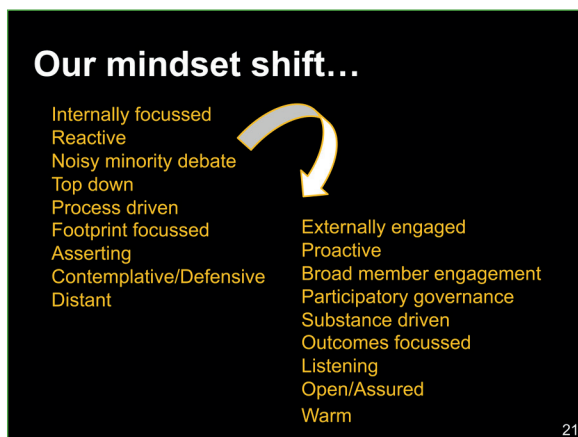 Our mindset shift…
Internally focussed
Reactive
Noisy minority debate
Top down
Process driven
Footprint focussed
Asserting
Contemplative/Defensive
Distant
Externally engaged
Proactive
Broad member engagement
Participatory governance
Substance driven
Outcomes focussed
Listening
Open/Assured
Warm
21